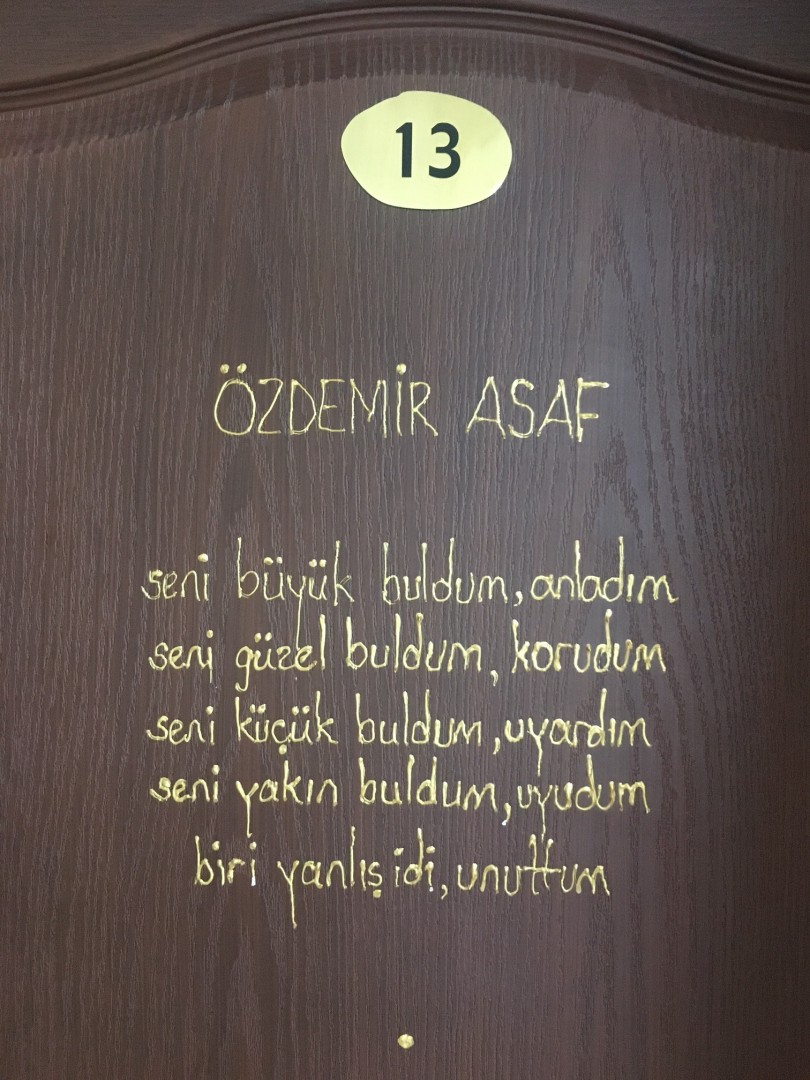 13
ÖZDEMİR ASAF
seni büyük buldum, anladım
seni güzel buldum, korudum
seni küçük buldum, uyardım
seni yakın buldum, uyudum
biri yanlış idi, unuttum